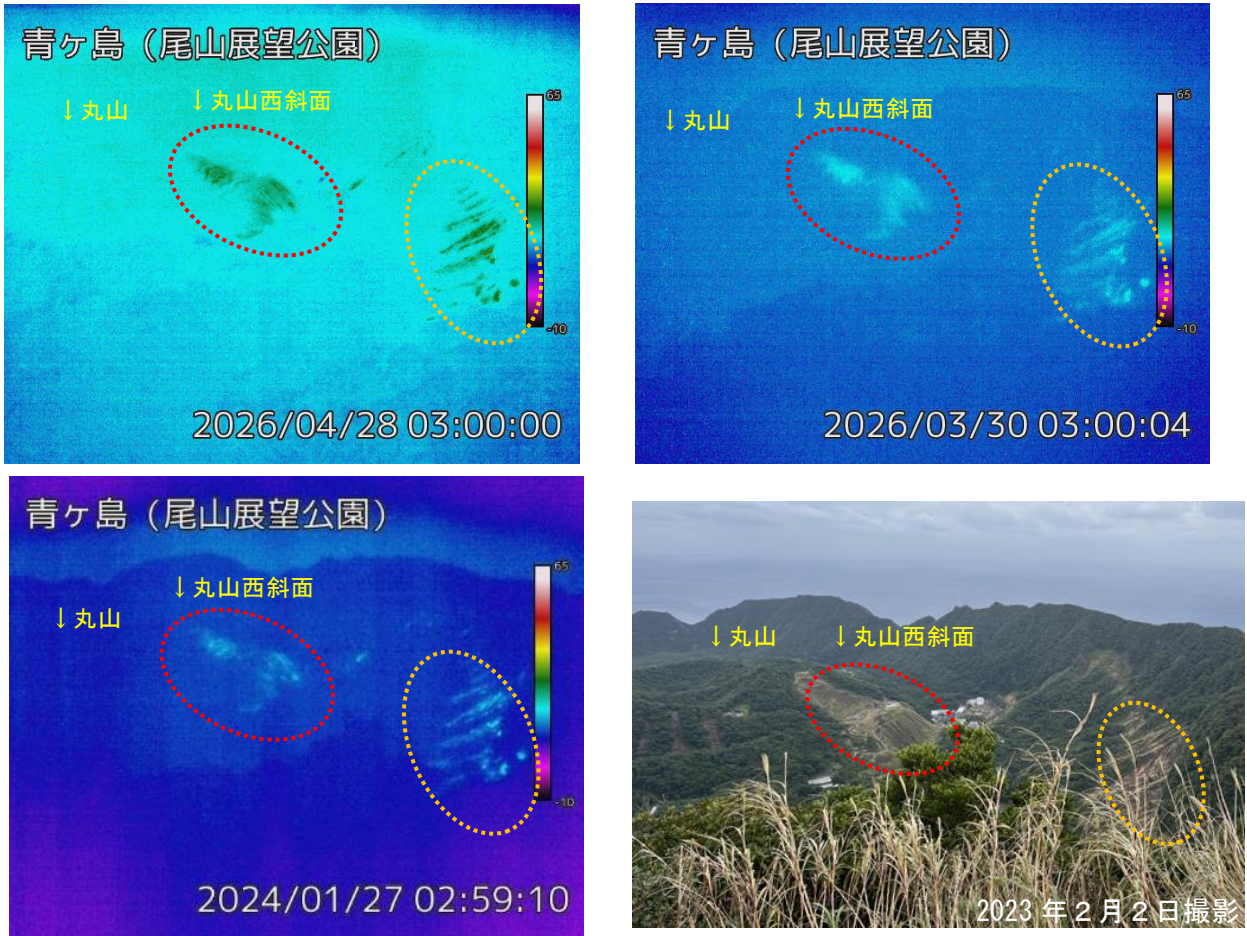 青ヶ島（尾山展望公園）
↓丸山
↓丸山西斜面
65
-10
2026/04/28 03:00:00
青ヶ島（尾山展望公園）
↓丸山
↓丸山西斜面
65
-10
2026/03/30 03:00:04
青ヶ島（尾山展望公園）
↓丸山西斜面
↓丸山
65
-10
2024/01/27 02:59:10
↓丸山
↓丸山西斜面
2023年２月２日撮影